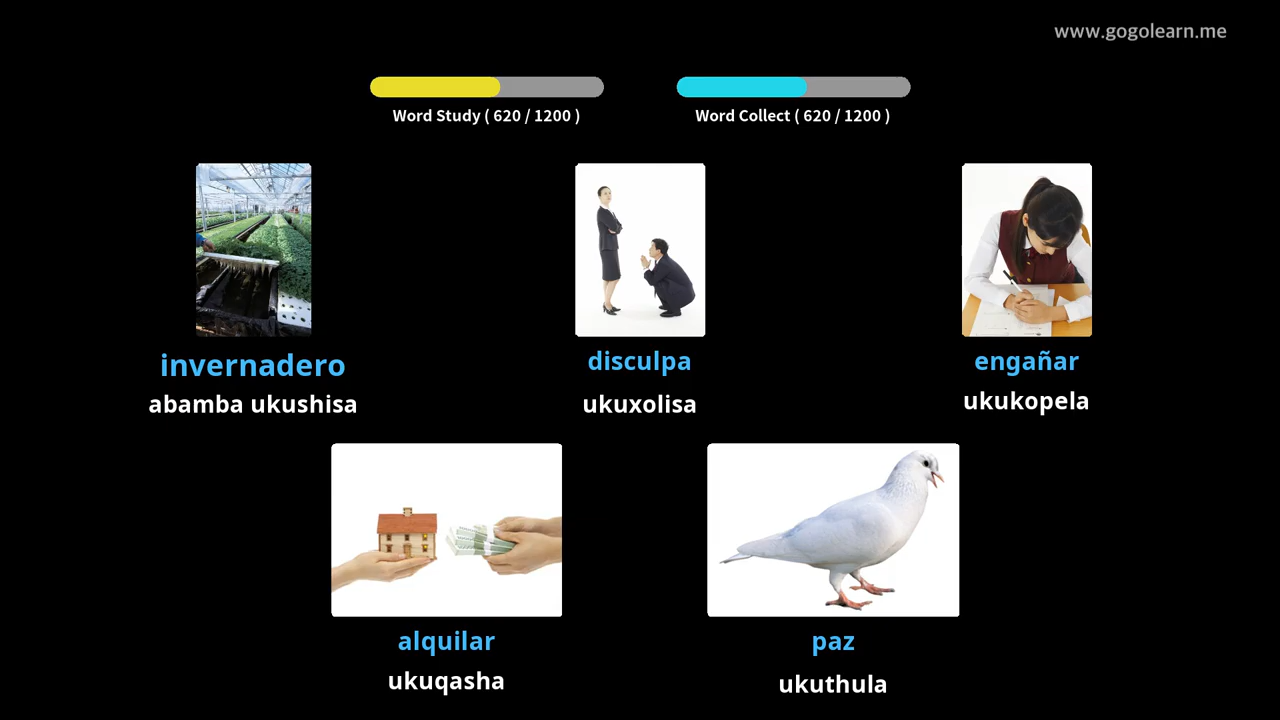 www.gogolearn.me
Word Study ( 620 / 1200 )
Word Collect ( 620 / 1200 )
invernadero
abamba ukushisa
disculpa
ukuxolisa
engañar
ukukopela
alquilar
ukuqasha
paz
ukuthula